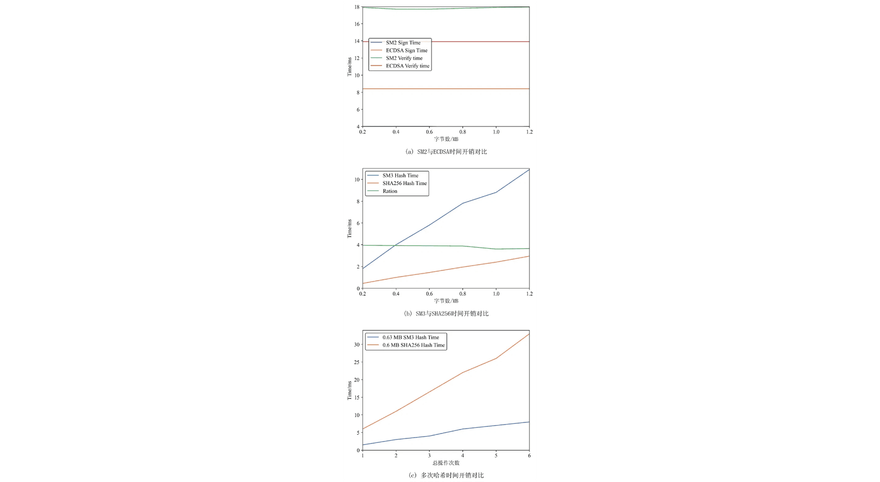 18
16
14
12
10
8
6
4
Time/ms
SM2 Sign Time
ECDSA Sign Time
SM2 Verify time
ECDSA Verify time
0.2 0.4 0.6 0.8 1.0 1.2
字节数/MB
(a) SM2与ECDSA时间开销对比
10
8
6
4
2
0
Time/ms
SM3 Hash Time
SHA256 Hash Time
Ration
0.2 0.4 0.6 0.8 1.0 1.2
字节数/MB
(b) SM3与SHA256时间开销对比
30
25
20
15
10
5
0
Time/ms
0.63 MB SM3 Hash Time
0.6 MB SHA256 Hash Time
1 2 3 4 5 6
总操作次数
(c) 多次哈希时间开销对比